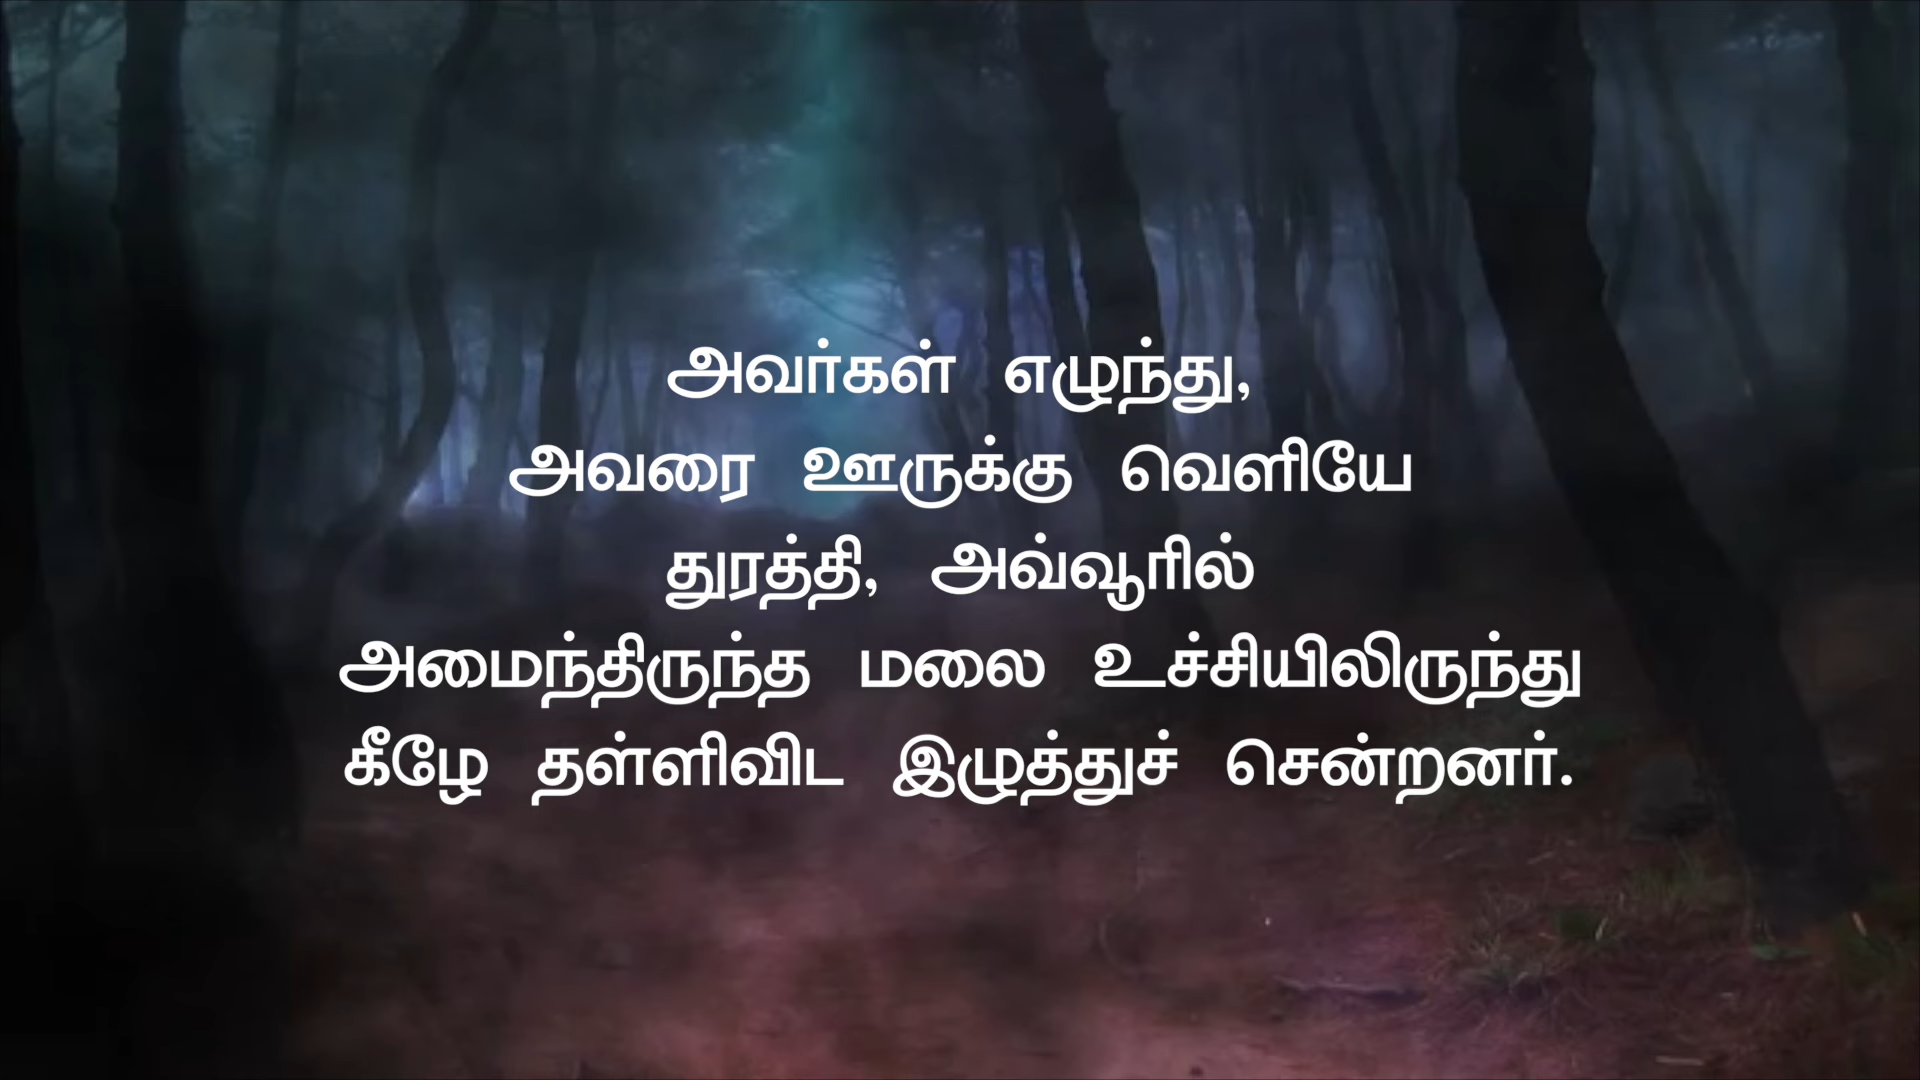 அவர்கள் எழுந்து,
அவரை ஊருக்கு வெளியே
துரத்தி, அவ்வூரில்
அமைந்திருந்த மலை உச்சியிலிருந்து
கீழே தள்ளிவிட இழுத்துச் சென்றனர்.